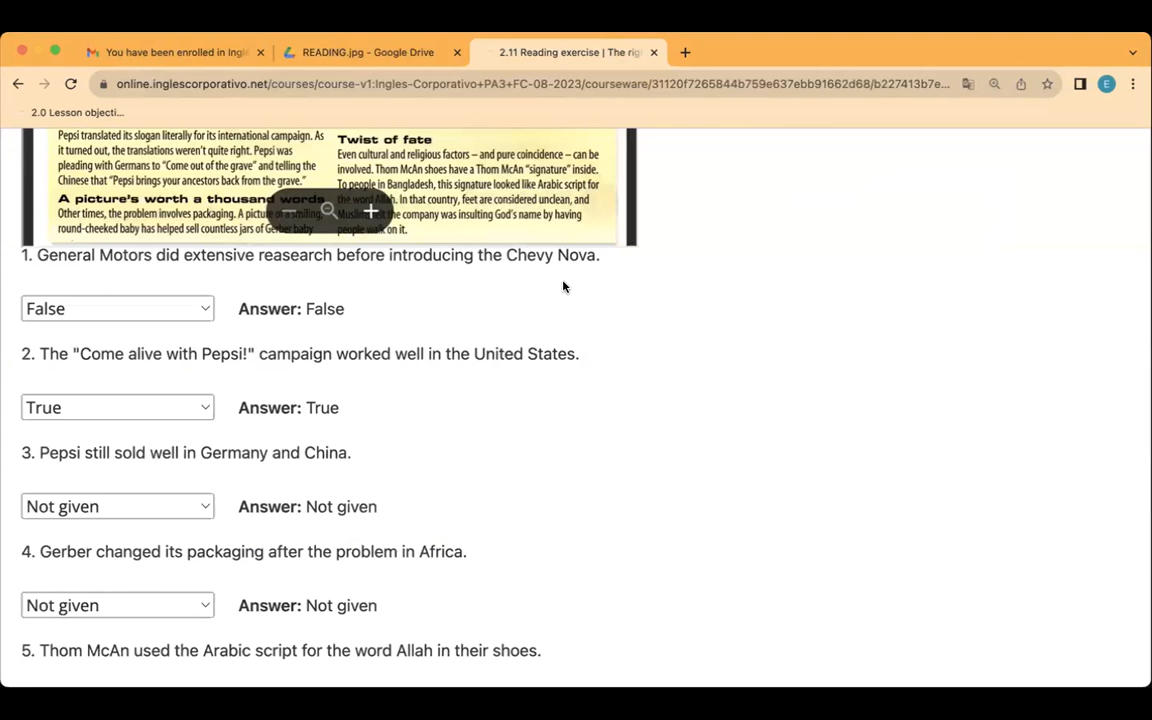 You have been enrolled in Ingl
READING.jpg - Google Drive
2.11 Reading exercise | The rig
online.inglescorporativo.net/courses/course-v1:Ingles-Corporativo+PA3+FC-08-2023/courseware/31120f7265844b759e637ebb91662d68/b227413b7e...
E
2.0 Lesson objecti...
Pepsi translated its slogan literally for its international campaign. As
it turned out, the translations weren't quite right. Pepsi was
pleading with Germans to "Come out of the grave" and telling the
Chinese that "Pepsi brings your ancestors back from the grave."
A picture's worth a thousand words
Other times, the problem involves packaging. A picture of a smiling,
round-cheeked baby has helped sell countless jars of Gerber baby
Twist of fate
Even cultural and religious factors – and pure coincidence – can be
involved. Thom McAn shoes have a Thom McAn "signature" inside.
To people in Bangladesh, this signature looked like Arabic script for
the word Allah. In that country, feet are considered unclean, and
Muslims the company was insulting God's name by having
people walk on it.
1. General Motors did extensive reasearch before introducing the Chevy Nova.
False Answer: False
2. The "Come alive with Pepsi!" campaign worked well in the United States.
True Answer: True
3. Pepsi still sold well in Germany and China.
Not given Answer: Not given
4. Gerber changed its packaging after the problem in Africa.
Not given Answer: Not given
5. Thom McAn used the Arabic script for the word Allah in their shoes.